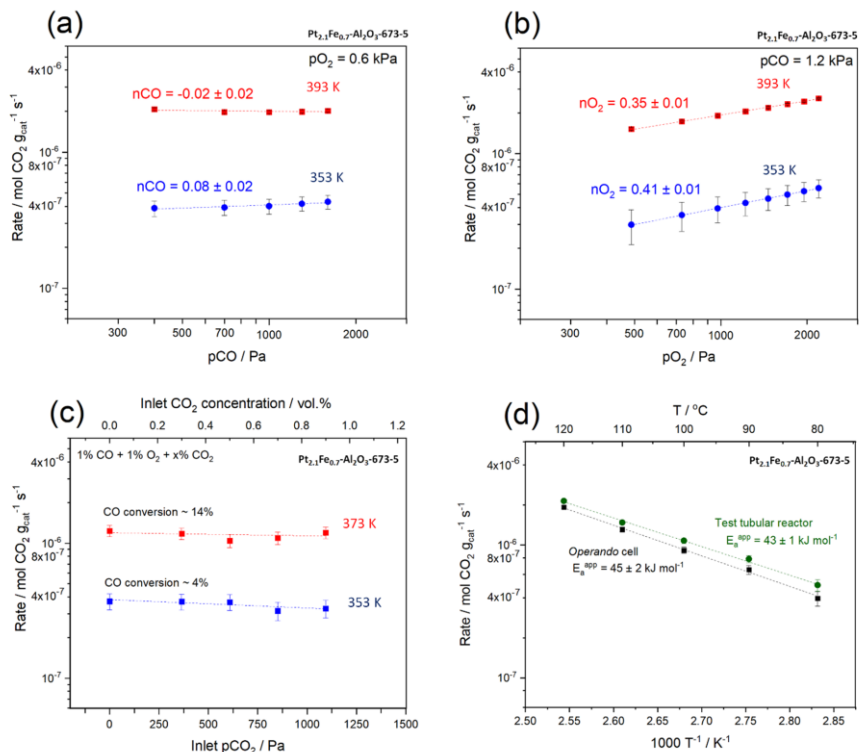 (a)
Pt2.1Fe0.7-Al2O3-673-5
pO2 = 0.6 kPa
4x10-6
nCO = -0.02 ± 0.02
393 K
10-6
8x10-7
nCO = 0.08 ± 0.02
353 K
4x10-7
10-7
Rate / mol CO2 gcat-1 s-1
300 500 700 1000 2000
pCO / Pa
(b)
Pt2.1Fe0.7-Al2O3-673-5
pCO = 1.2 kPa
4x10-6
nO2 = 0.35 ± 0.01
393 K
10-6
8x10-7
nO2 = 0.41 ± 0.01
353 K
4x10-7
10-7
Rate / mol CO2 gcat-1 s-1
300 500 700 1000 2000
pO2 / Pa
(c)
Inlet CO2 concentration / vol.%
0.0 0.2 0.4 0.6 0.8 1.0 1.2
1% CO + 1% O2 + x% CO2
Pt2.1Fe0.7-Al2O3-673-5
4x10-6
CO conversion ~ 14%
373 K
10-6
8x10-7
CO conversion ~ 4%
353 K
4x10-7
10-7
Rate / mol CO2 gcat-1 s-1
0 250 500 750 1000 1250 1500
Inlet pCO2 / Pa
(d)
T / °C
120 110 100 90 80
Pt2.1Fe0.7-Al2O3-673-5
4x10-6
Test tubular reactor
Eaapp = 43 ± 1 kJ mol-1
10-6
8x10-7
Operando cell
Eaapp = 45 ± 2 kJ mol-1
4x10-7
10-7
Rate / mol CO2 gcat-1 s-1
2.50 2.55 2.60 2.65 2.70 2.75 2.80 2.85
1000 T-1 / K-1